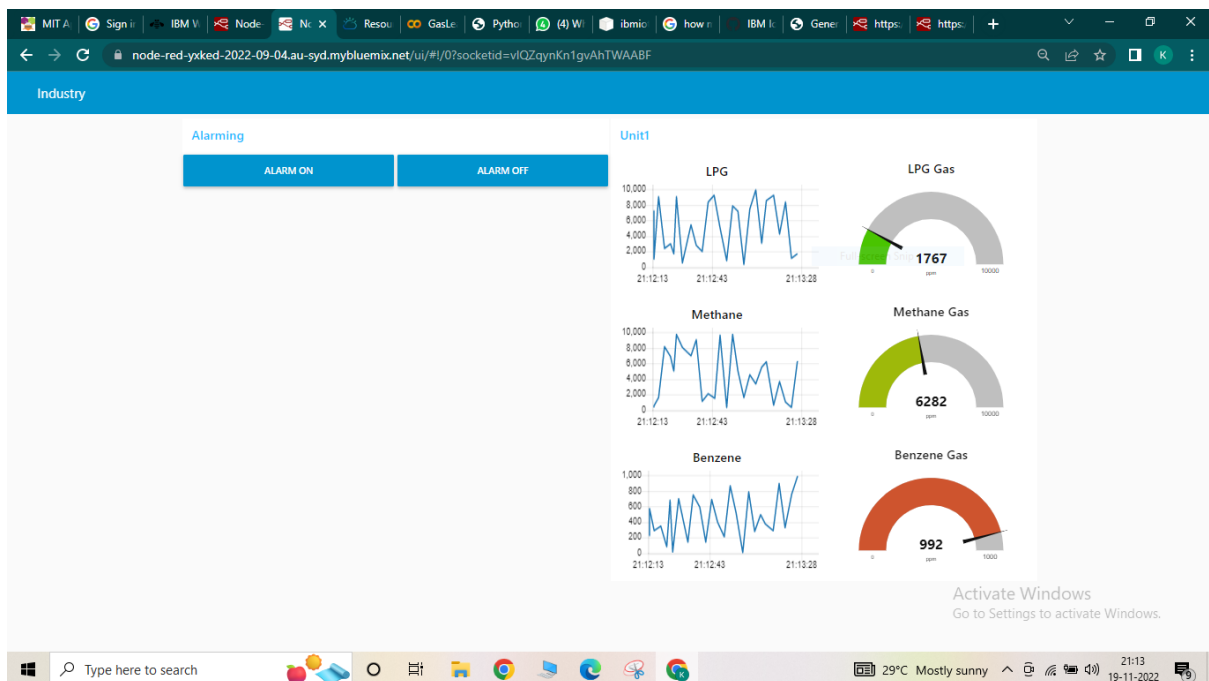 MIT A
Sign ir
IBM W
Node-
Nc
Resou
GasLe
Pytho
(4) W
ibmio
how n
IBM Ic
Gener
https:
https:
node-red-yxked-2022-09-04.au-syd.mybluemix.net/ui/#!/0?socketid=vIQZqynKn1gvAhTWAABF
K
Industry
Alarming
ALARM ON
ALARM OFF
Unit1
LPG
10,000
8,000
6,000
4,000
2,000
0
21:12:13
21:12:43
21:13:28
LPG Gas
1767
ppm
0
10000
Methane
10,000
8,000
6,000
4,000
2,000
0
21:12:13
21:12:43
21:13:28
Methane Gas
6282
ppm
0
10000
Benzene
1,000
800
600
400
200
0
21:12:13
21:12:43
21:13:28
Benzene Gas
992
ppm
0
1000
Activate Windows
Go to Settings to activate Windows.
Type here to search
29°C Mostly sunny
21:13
19-11-2022
9